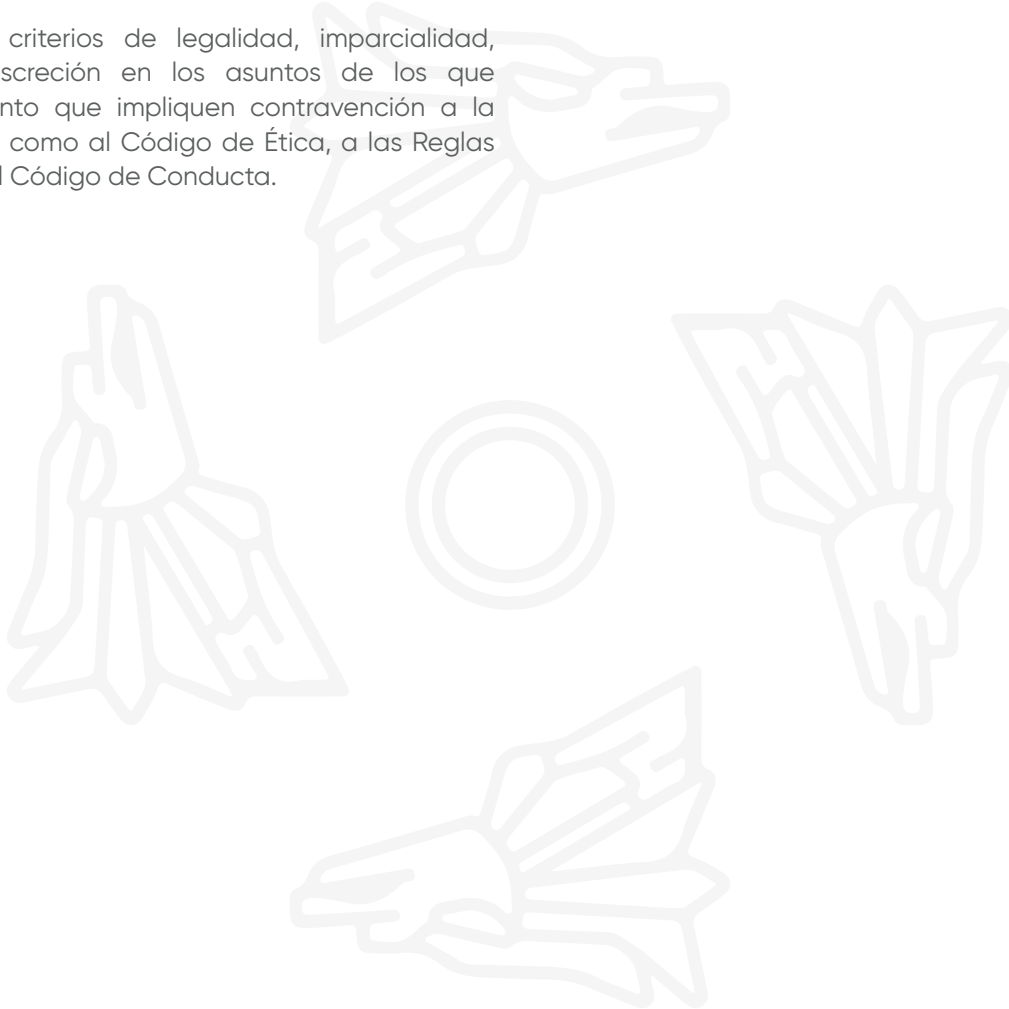 criterios de legalidad, imparcialidad,
screción en los asuntos de los que
nto que impliquen contravención a la
como al Código de Ética, a las Reglas
l Código de Conducta.